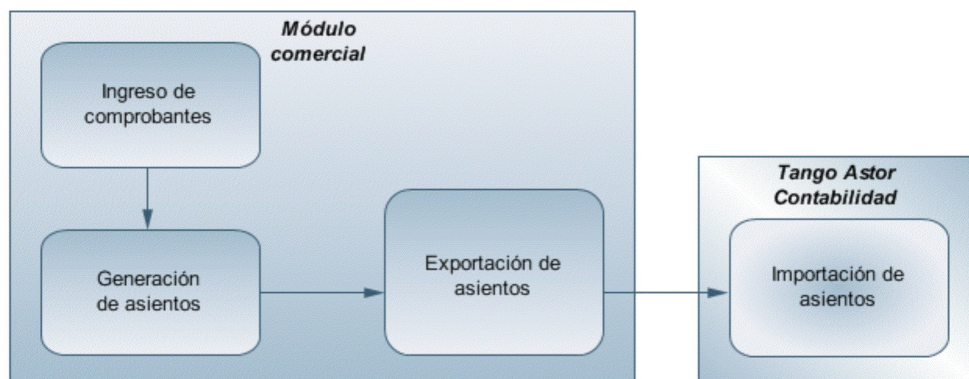 Módulo
comercial
Ingreso de
comprobantes
Generación
de asientos
Exportación de
asientos
Tango Astor
Contabilidad
Importación de
asientos